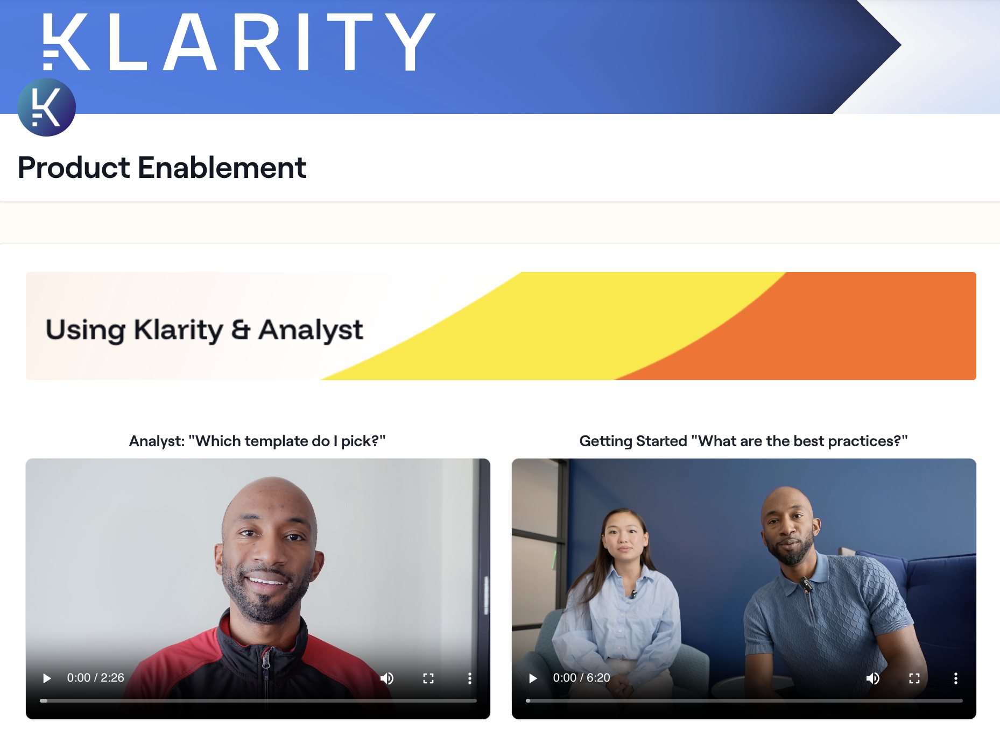 KLARITY
K
Product Enablement
Using Klarity & Analyst
Analyst: "Which template do I pick?"
Getting Started "What are the best practices?"
0:00 / 2:26
0:00 / 6:20